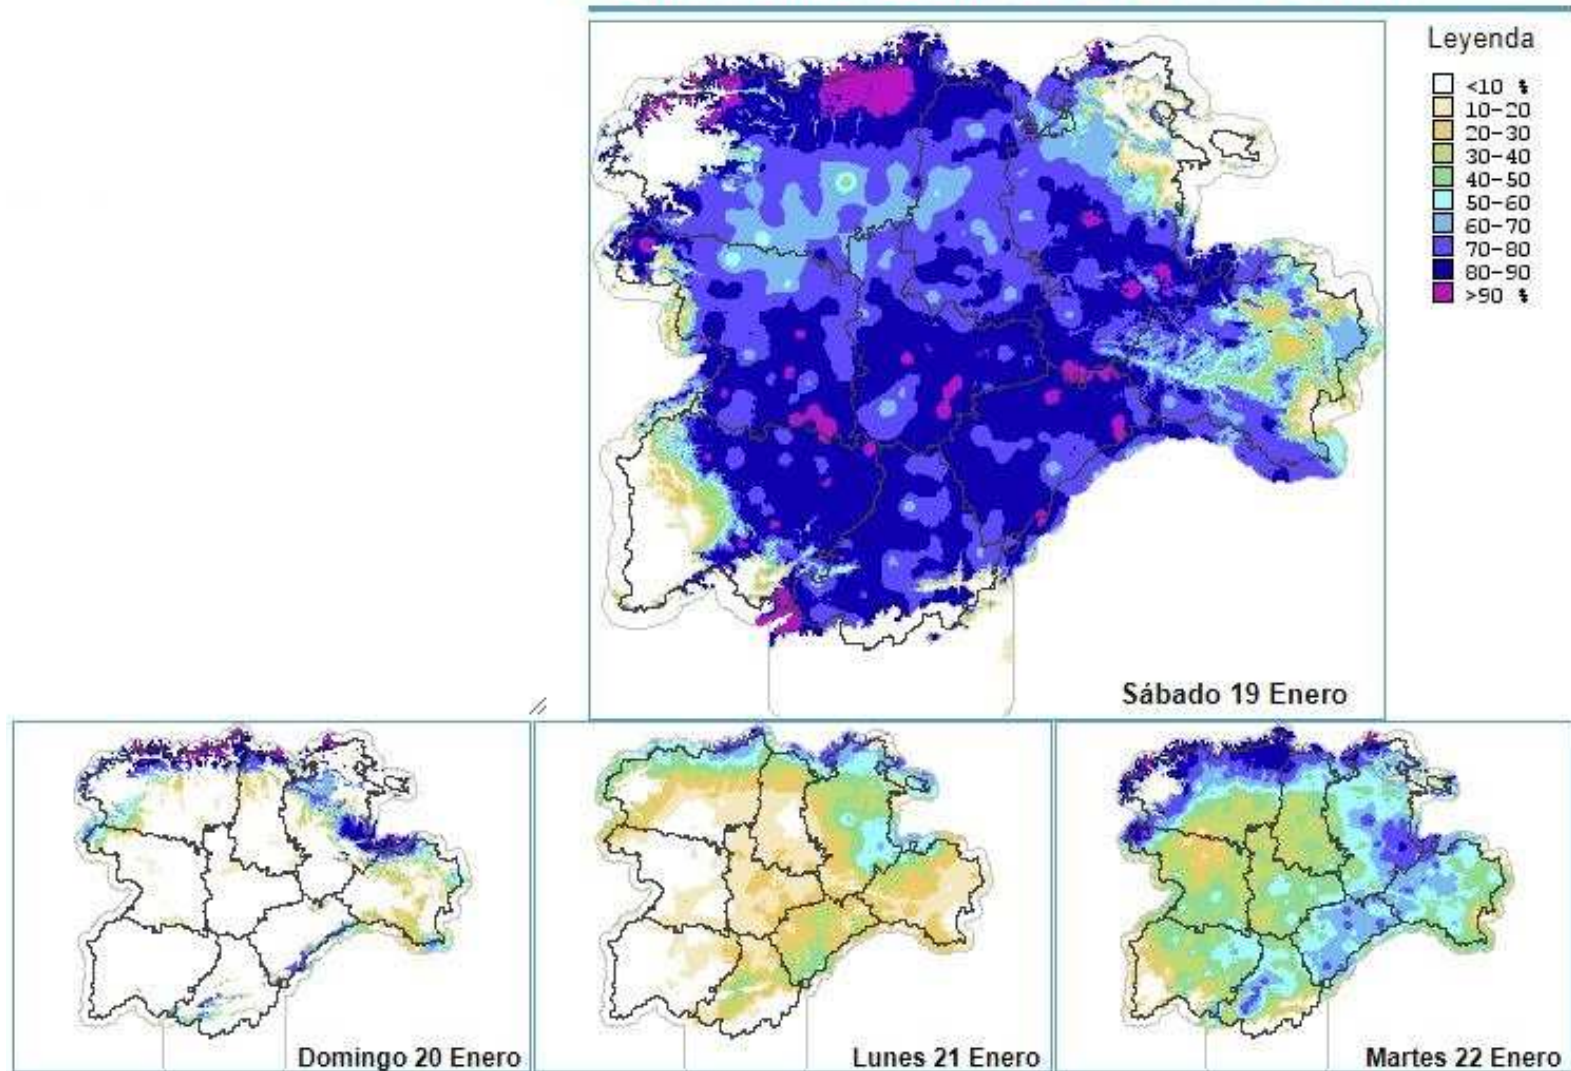 Leyenda
<10 %
10-20
20-30
30-40
40-50
50-60
60-70
70-80
80-90
>90 %
Sábado 19 Enero
Domingo 20 Enero
Lunes 21 Enero
Martes 22 Enero